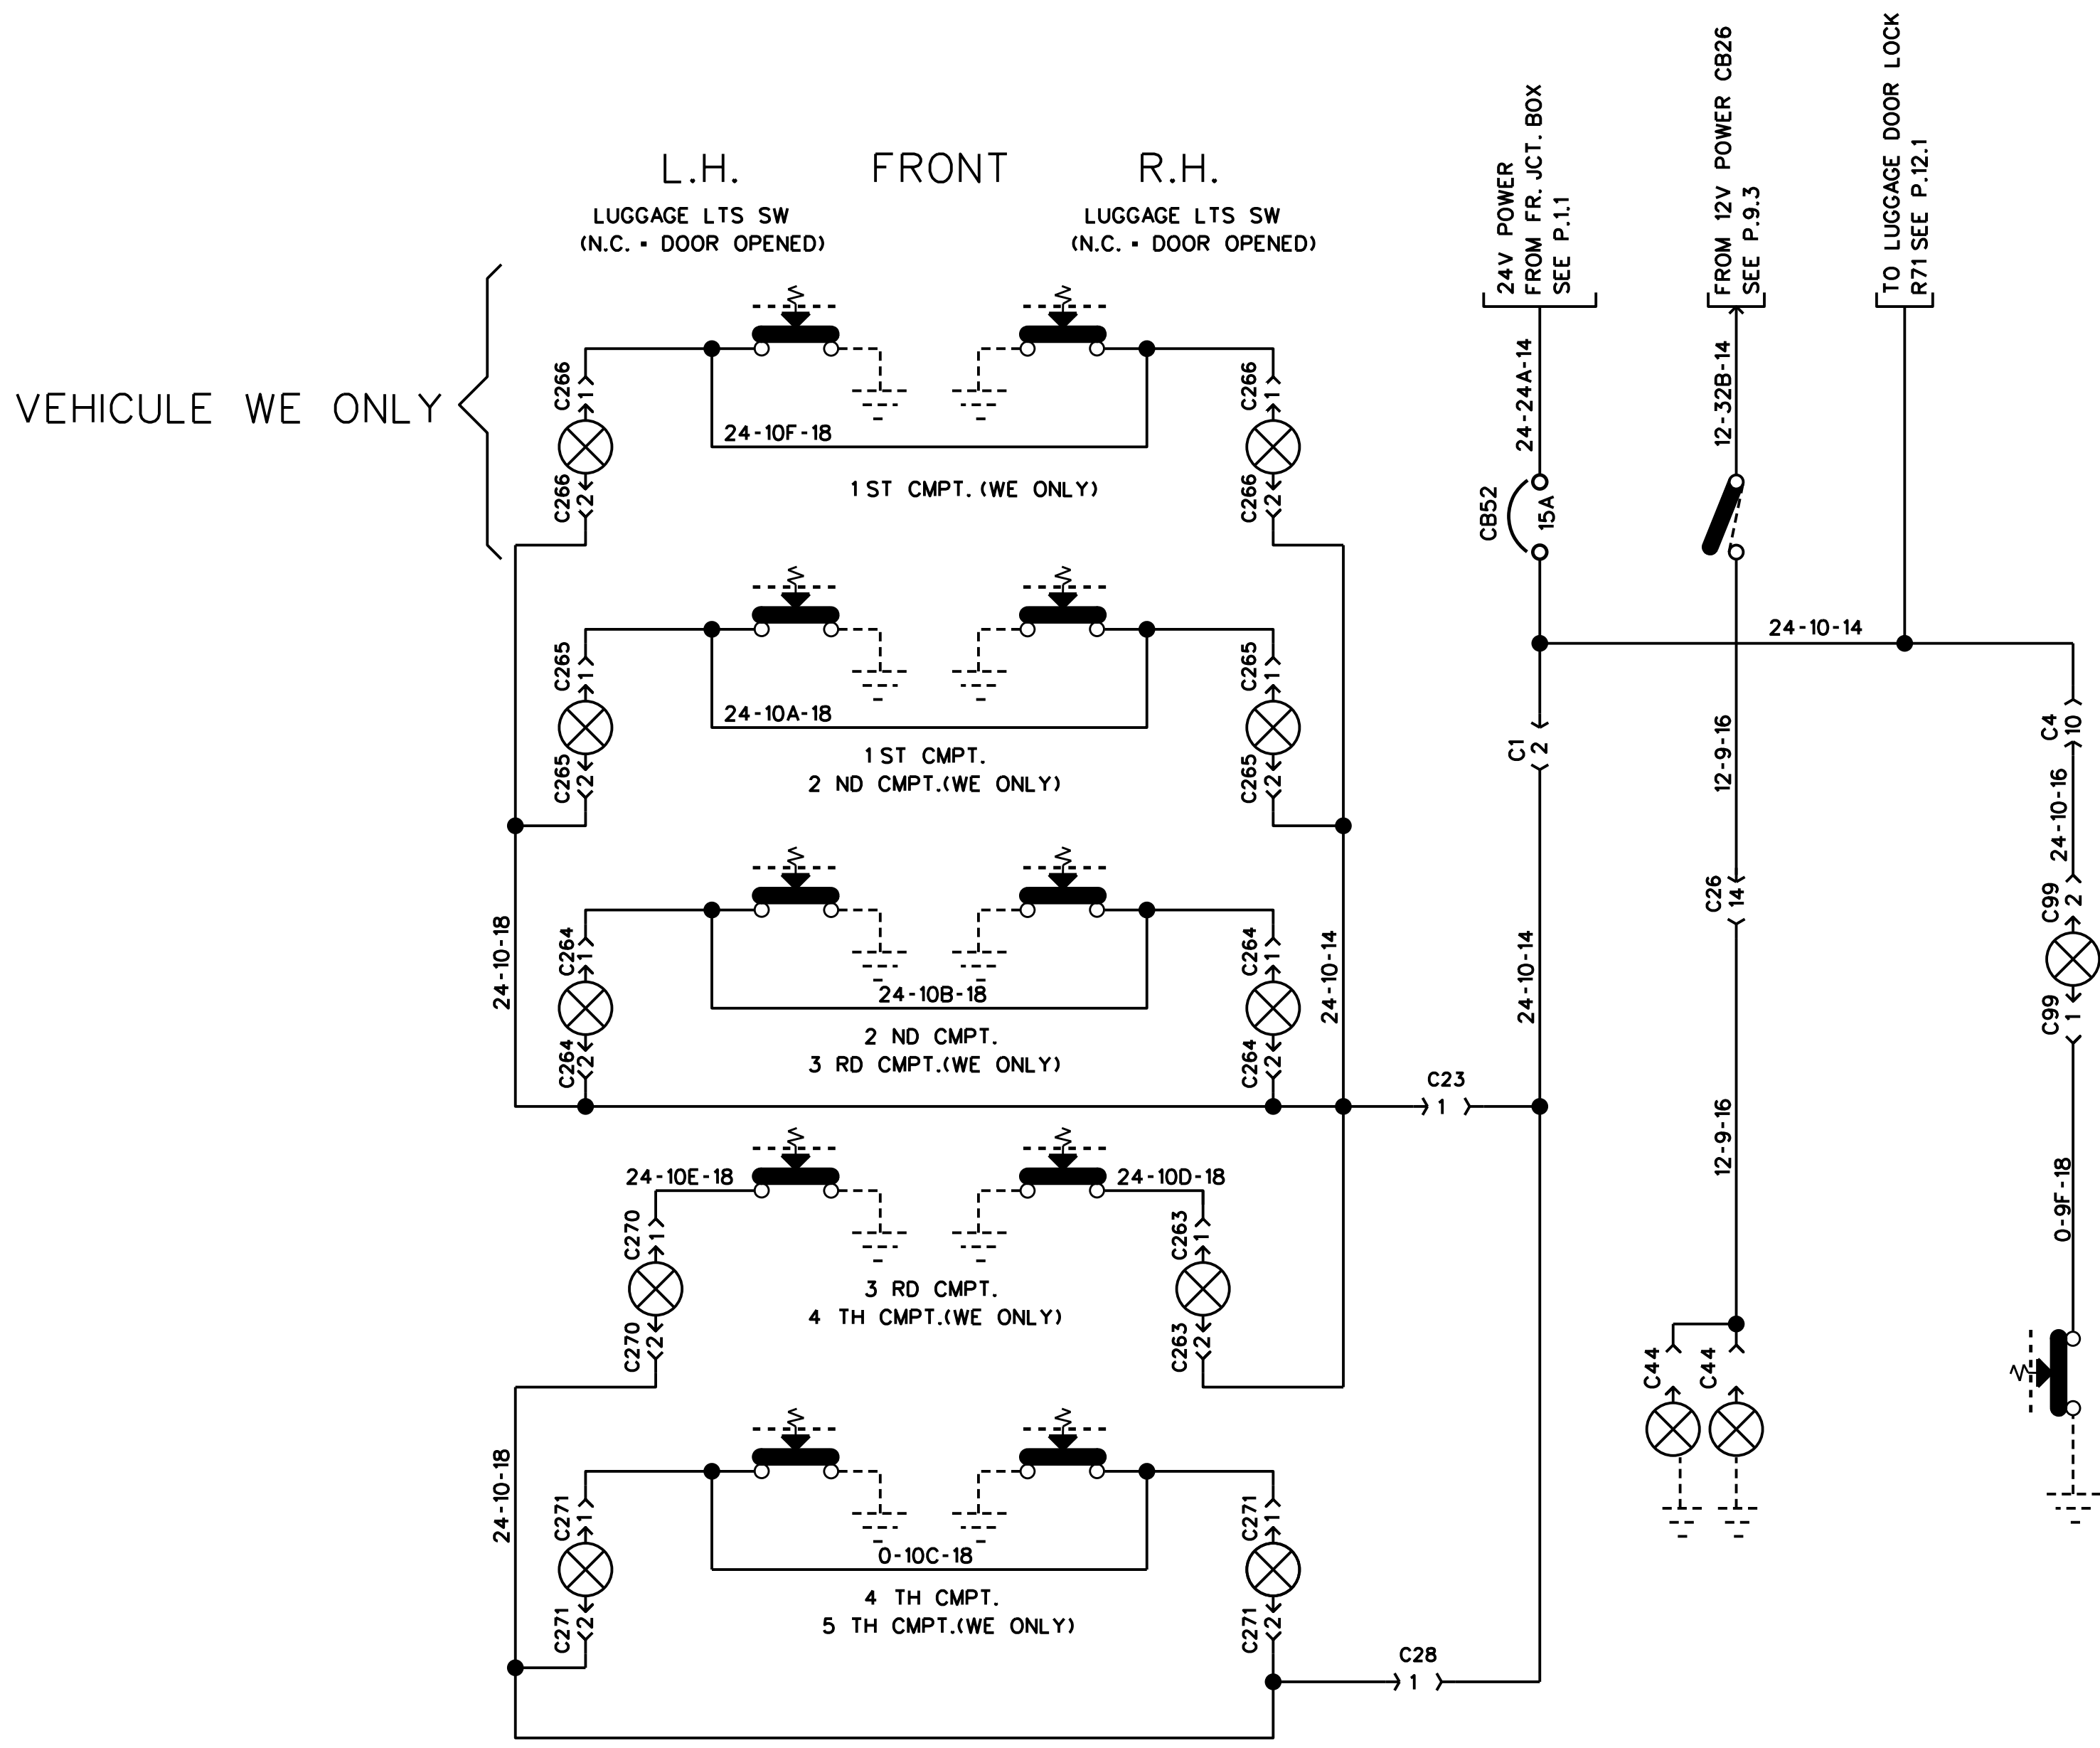 L.H.
FRONT
R.H.
LUGGAGE LTS SW
(N.C. = DOOR OPENED)
LUGGAGE LTS SW
(N.C. = DOOR OPENED)
24V POWER
FROM FR. JCT. BOX
SEE P.1.1
FROM 12V POWER CB26
SEE P.9.3
TO LUGGAGE DOOR LOCK
R71 SEE P.12.1
VEHICULE WE ONLY
C266
1
C266
2
24-10F-18
1 ST CMPT. (WE ONLY)
C266
1
C266
2
24-24A-14
CB52
15A
12-32B-14
24-10-14
C265
1
C265
2
24-10A-18
1 ST CMPT.
2 ND CMPT.(WE ONLY)
C265
1
C265
2
C1
2
12-9-16
C4
10
24-10-16
24-10-18
C264
1
C264
2
24-10B-18
2 ND CMPT.
3 RD CMPT.(WE ONLY)
C264
1
C264
2
24-10-14
24-10-14
C26
14
C99
2
C99
1
C23
1
24-10E-18
24-10D-18
C270
1
C270
2
3 RD CMPT.
4 TH CMPT.(WE ONLY)
C263
1
C263
2
12-9-16
0-9F-18
C44
C44
24-10-18
C271
1
C271
2
0-10C-18
4 TH CMPT.
5 TH CMPT.(WE ONLY)
C271
1
C271
2
C28
1